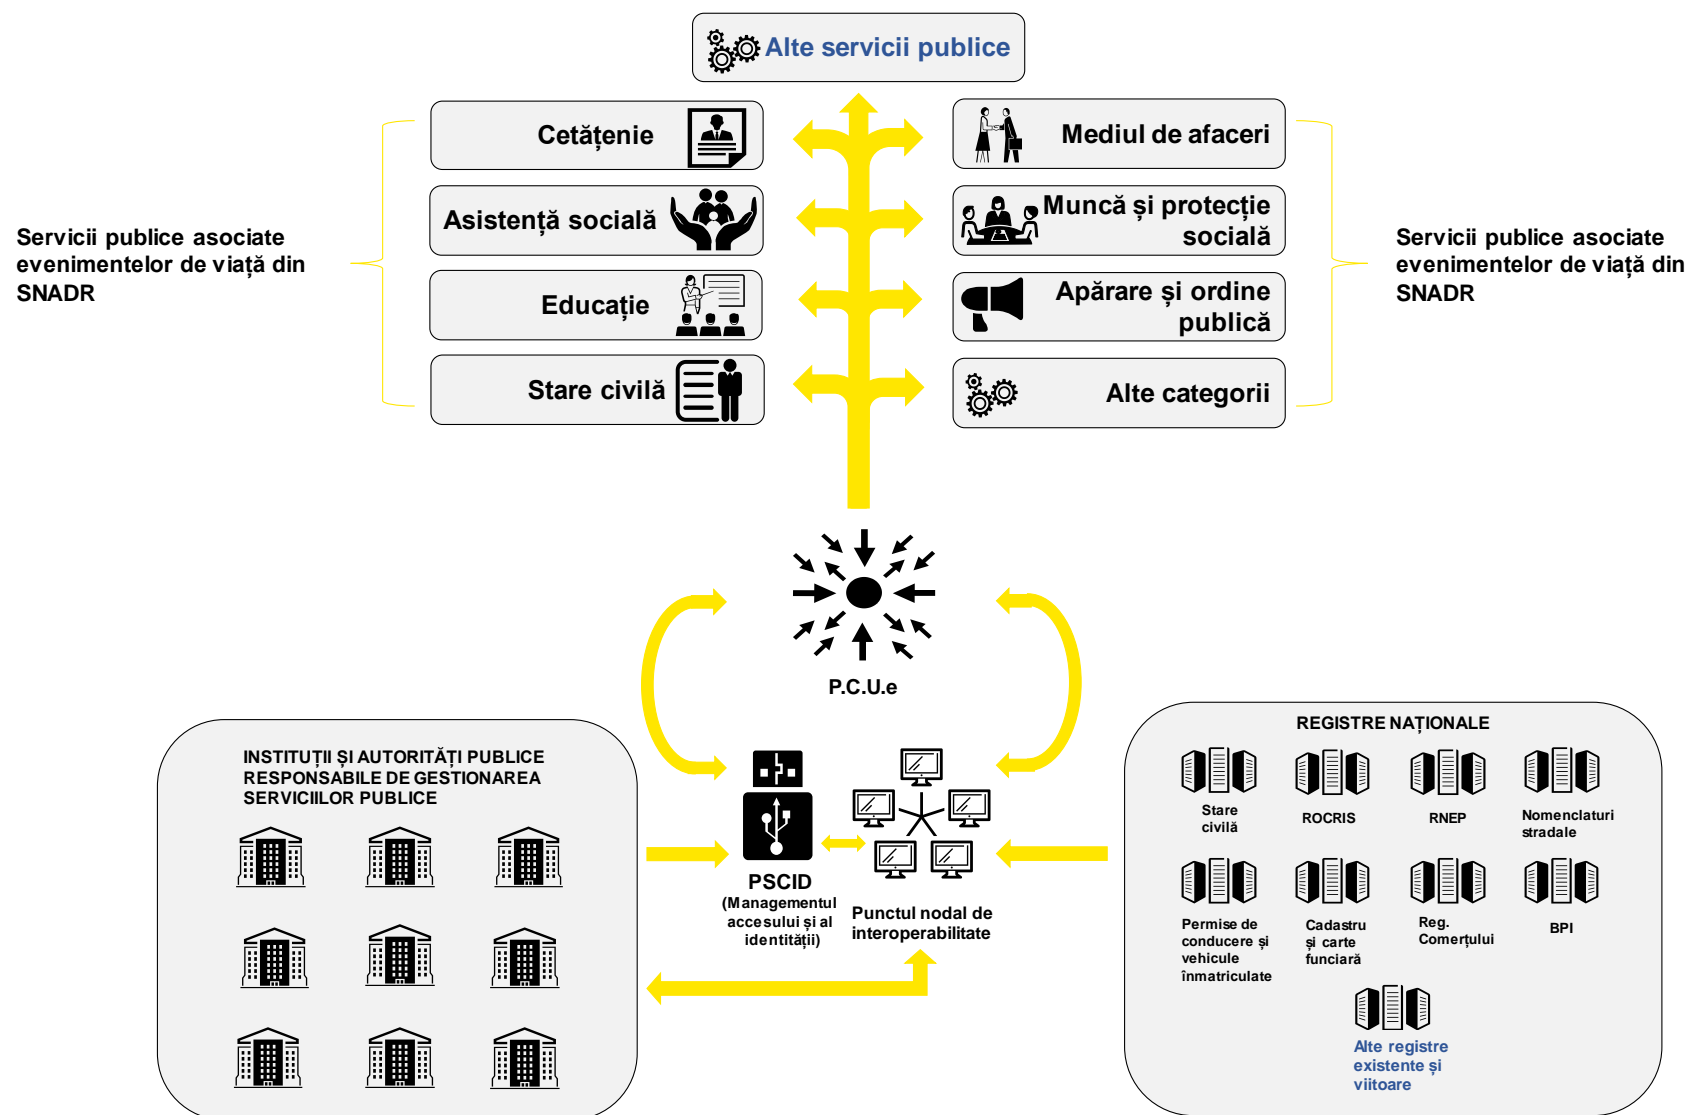 Alte servicii publice
Cetățenie
Asistență socială
Educație
Stare civilă
Mediul de afaceri
Muncă și protecție
socială
Apărare și ordine
publică
Alte categorii
Servicii publice asociate
evenimentelor de viață din
SNADR
Servicii publice asociate
evenimentelor de viață din
SNADR
P.C.U.e
INSTITUȚII ȘI AUTORITĂȚI PUBLICE
RESPONSABILE DE GESTIONAREA
SERVICIILOR PUBLICE
PSCID
(Managementul
accesului și al
identității)
Punctul nodal de
interoperabilitate
REGISTRE NAȚIONALE
Stare
civilă
ROCRIS
RNEP
Nomenclaturi
stradale
Permise de
conducere și
vehicule
înmatriculate
Cadastru
și carte
funciară
Reg.
Comerțului
BPI
Alte registre
existente și
viitoare